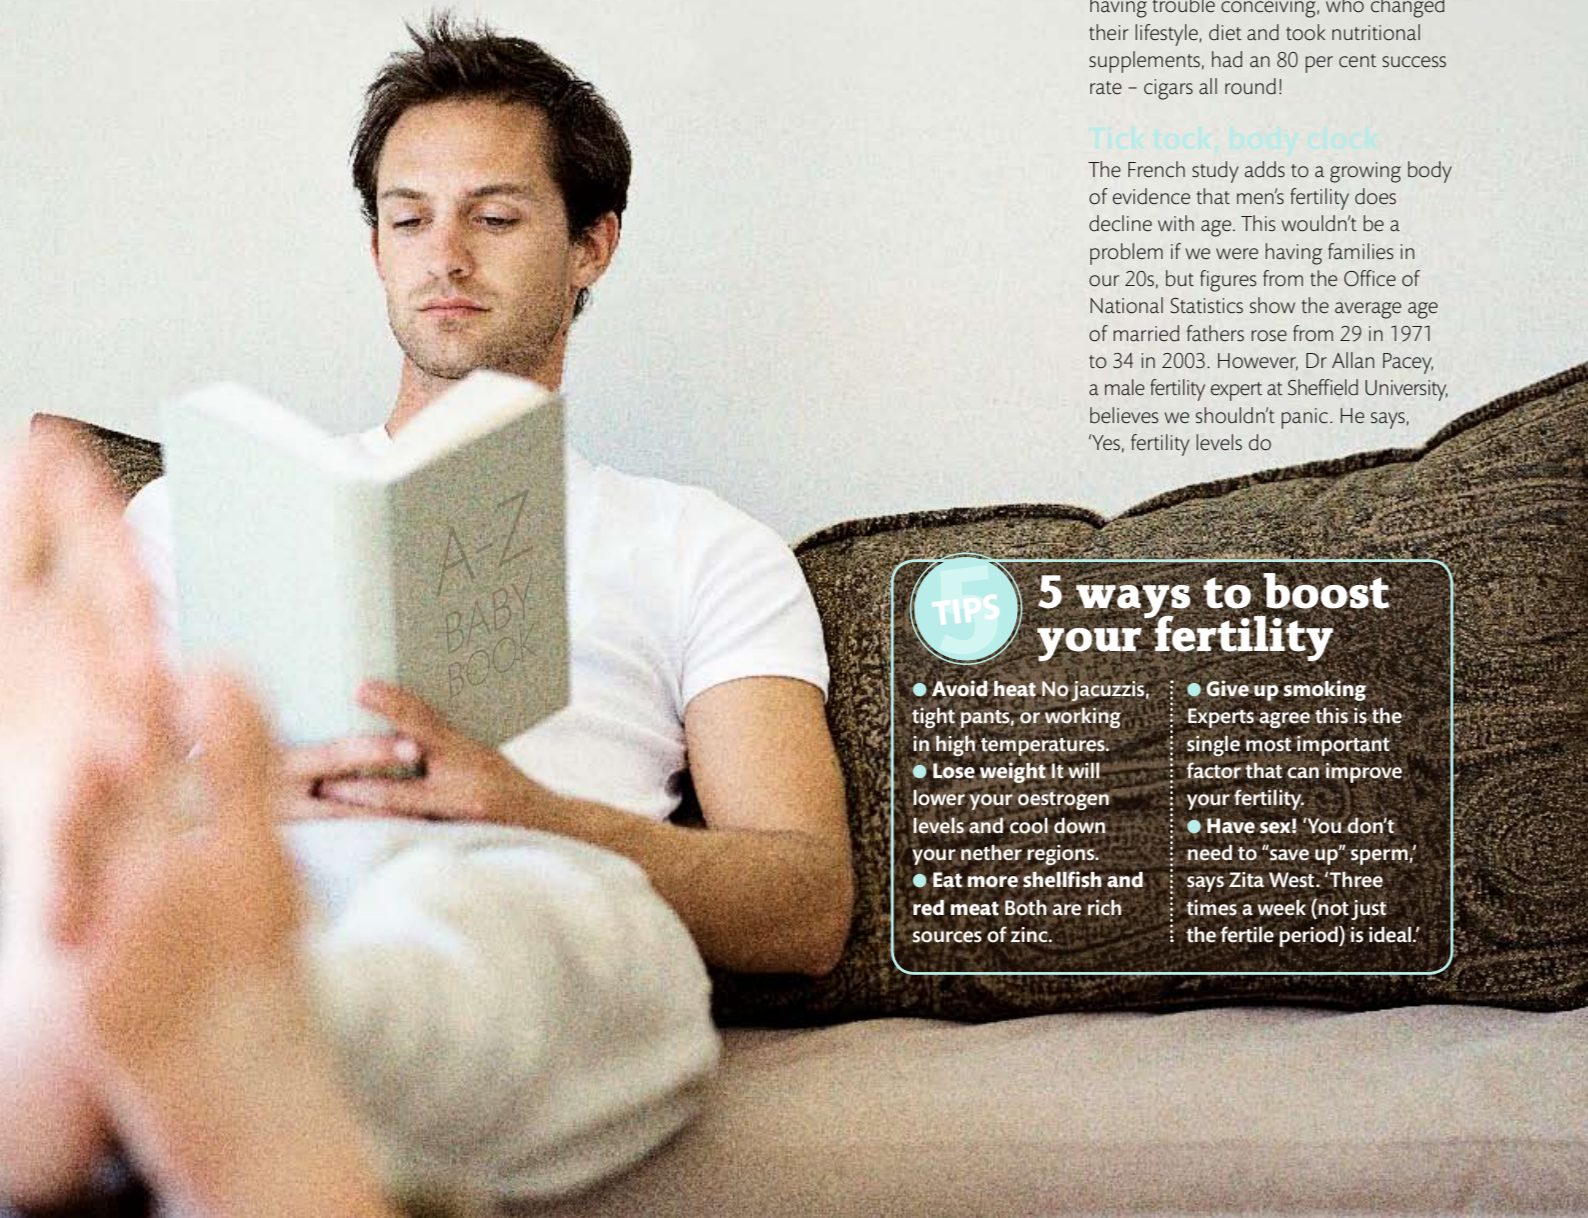 having trouble conceiving, who changed
their lifestyle, diet and took nutritional
supplements, had an 80 per cent success
rate – cigars all round!
Tick tock, body clock
The French study adds to a growing body
of evidence that men’s fertility does
decline with age. This wouldn’t be a
problem if we were having families in
our 20s, but figures from the Office of
National Statistics show the average age
of married fathers rose from 29 in 1971
to 34 in 2003. However, Dr Allan Pacey,
a male fertility expert at Sheffield University,
believes we shouldn’t panic. He says,
‘Yes, fertility levels do
A–Z
BABY
BOOK
5
TIPS
5 ways to boost
your fertility
● Avoid heat No jacuzzis,
tight pants, or working
in high temperatures.
● Lose weight It will
lower your oestrogen
levels and cool down
your nether regions.
● Eat more shellfish and
red meat Both are rich
sources of zinc.
● Give up smoking
Experts agree this is the
single most important
factor that can improve
your fertility.
● Have sex! ‘You don’t
need to “save up” sperm,’
says Zita West. ‘Three
times a week (not just
the fertile period) is ideal.’